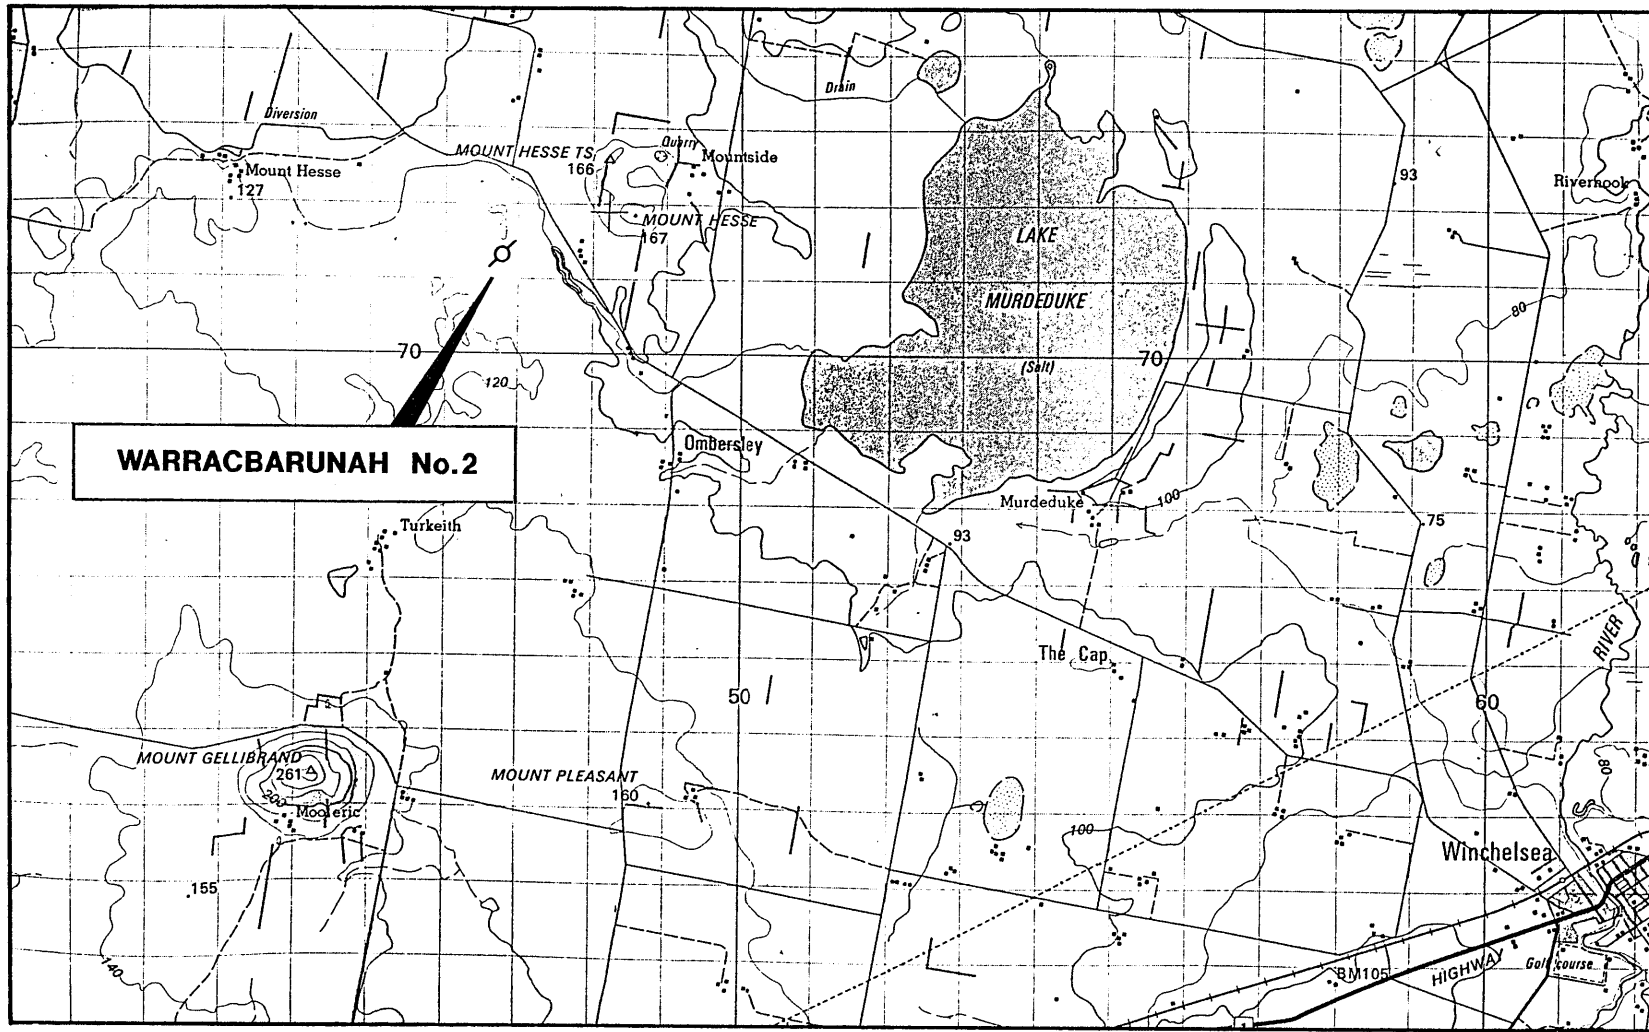 Drain
Diversion
MOUNT HESSE TS
166
Quarry
Mountside
Mount Hesse
127
93
Rivernook
MOUNT HESSE
167
LAKE
MURDEDUKE
(Salt)
80
70
70
120
Ombersley
WARRACBARUNAH No.2
Murdeduke
100
75
Turkeith
93
RIVER
The Cap
50
60
MOUNT GELLIBRAND
261
200
Mooleric
MOUNT PLEASANT
160
80
100
Winchelsea
155
140
BM105
HIGHWAY
Golf course